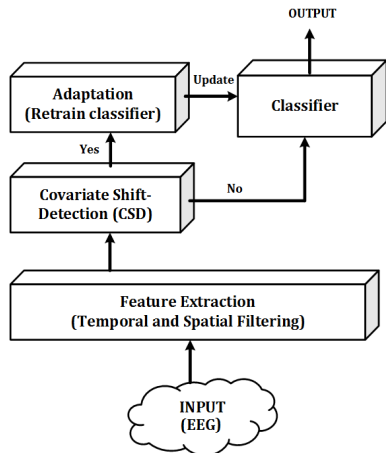 OUTPUT
Adaptation
(Retrain classifier)
Update
Classifier
Yes
Covariate Shift-
Detection (CSD)
No
Feature Extraction
(Temporal and Spatial Filtering)
INPUT
(EEG)